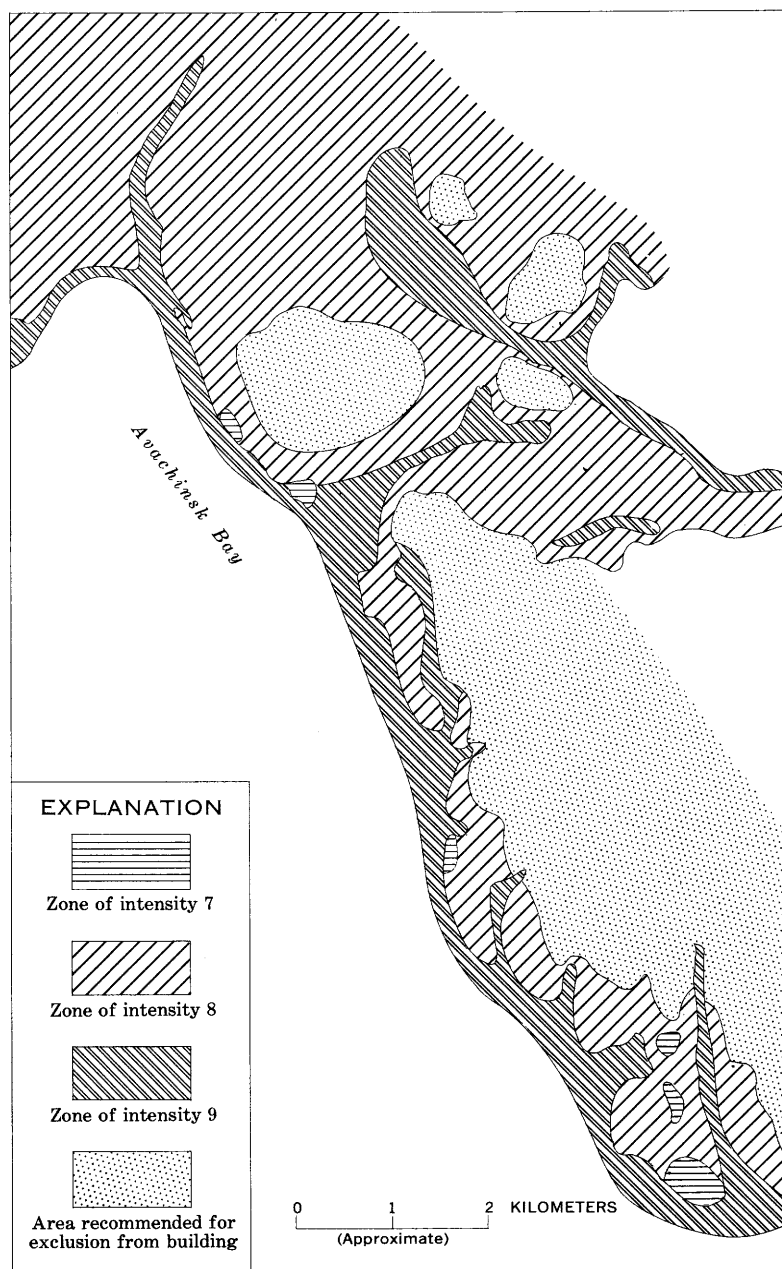 Avachinsk Bay
EXPLANATION
Zone of intensity 7
Zone of intensity 8
Zone of intensity 9
Area recommended for
exclusion from building
0 1 2 KILOMETERS
(Approximate)